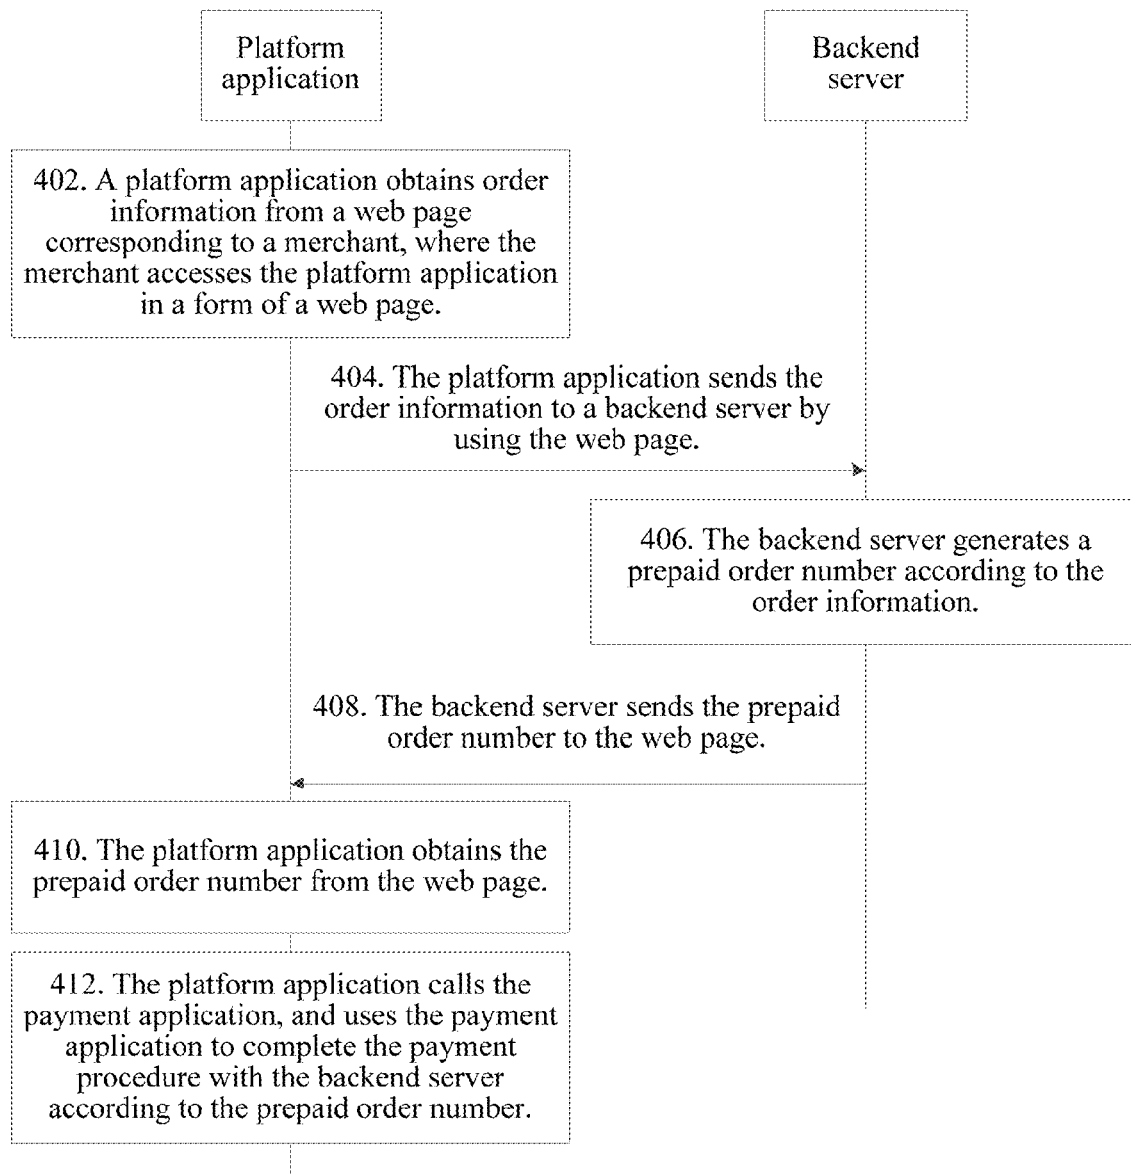 Platform
application
Backend
server
402. A platform application obtains order
information from a web page
corresponding to a merchant, where the
merchant accesses the platform application
in a form of a web page.
404. The platform application sends the
order information to a backend server by
using the web page.
406. The backend server generates a
prepaid order number according to the
order information.
408. The backend server sends the prepaid
order number to the web page.
410. The platform application obtains the
prepaid order number from the web page.
412. The platform application calls the
payment application, and uses the payment
application to complete the payment
procedure with the backend server
according to the prepaid order number.